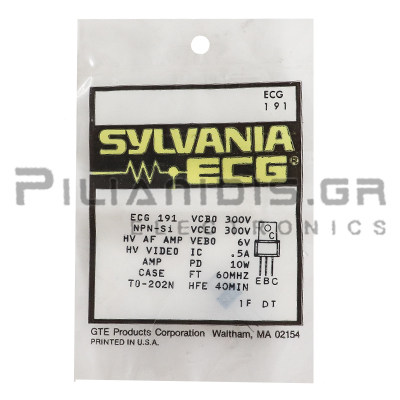 ECG
191
SYLVANIA
ECG®
PILIANIDIS.GR
ELECTRONICS
ECG 191 VCBO 300V
NPN-Si VCEO 300V
HV AF AMP VEBO 6V
HV VIDEO IC .5A
AMP PD 10W
CASE FT 60MHZ
TO-202N HFE 40MIN
C
EBC
1F DT
GTE Products Corporation Waltham, MA 02154
PRINTED IN U.S.A.